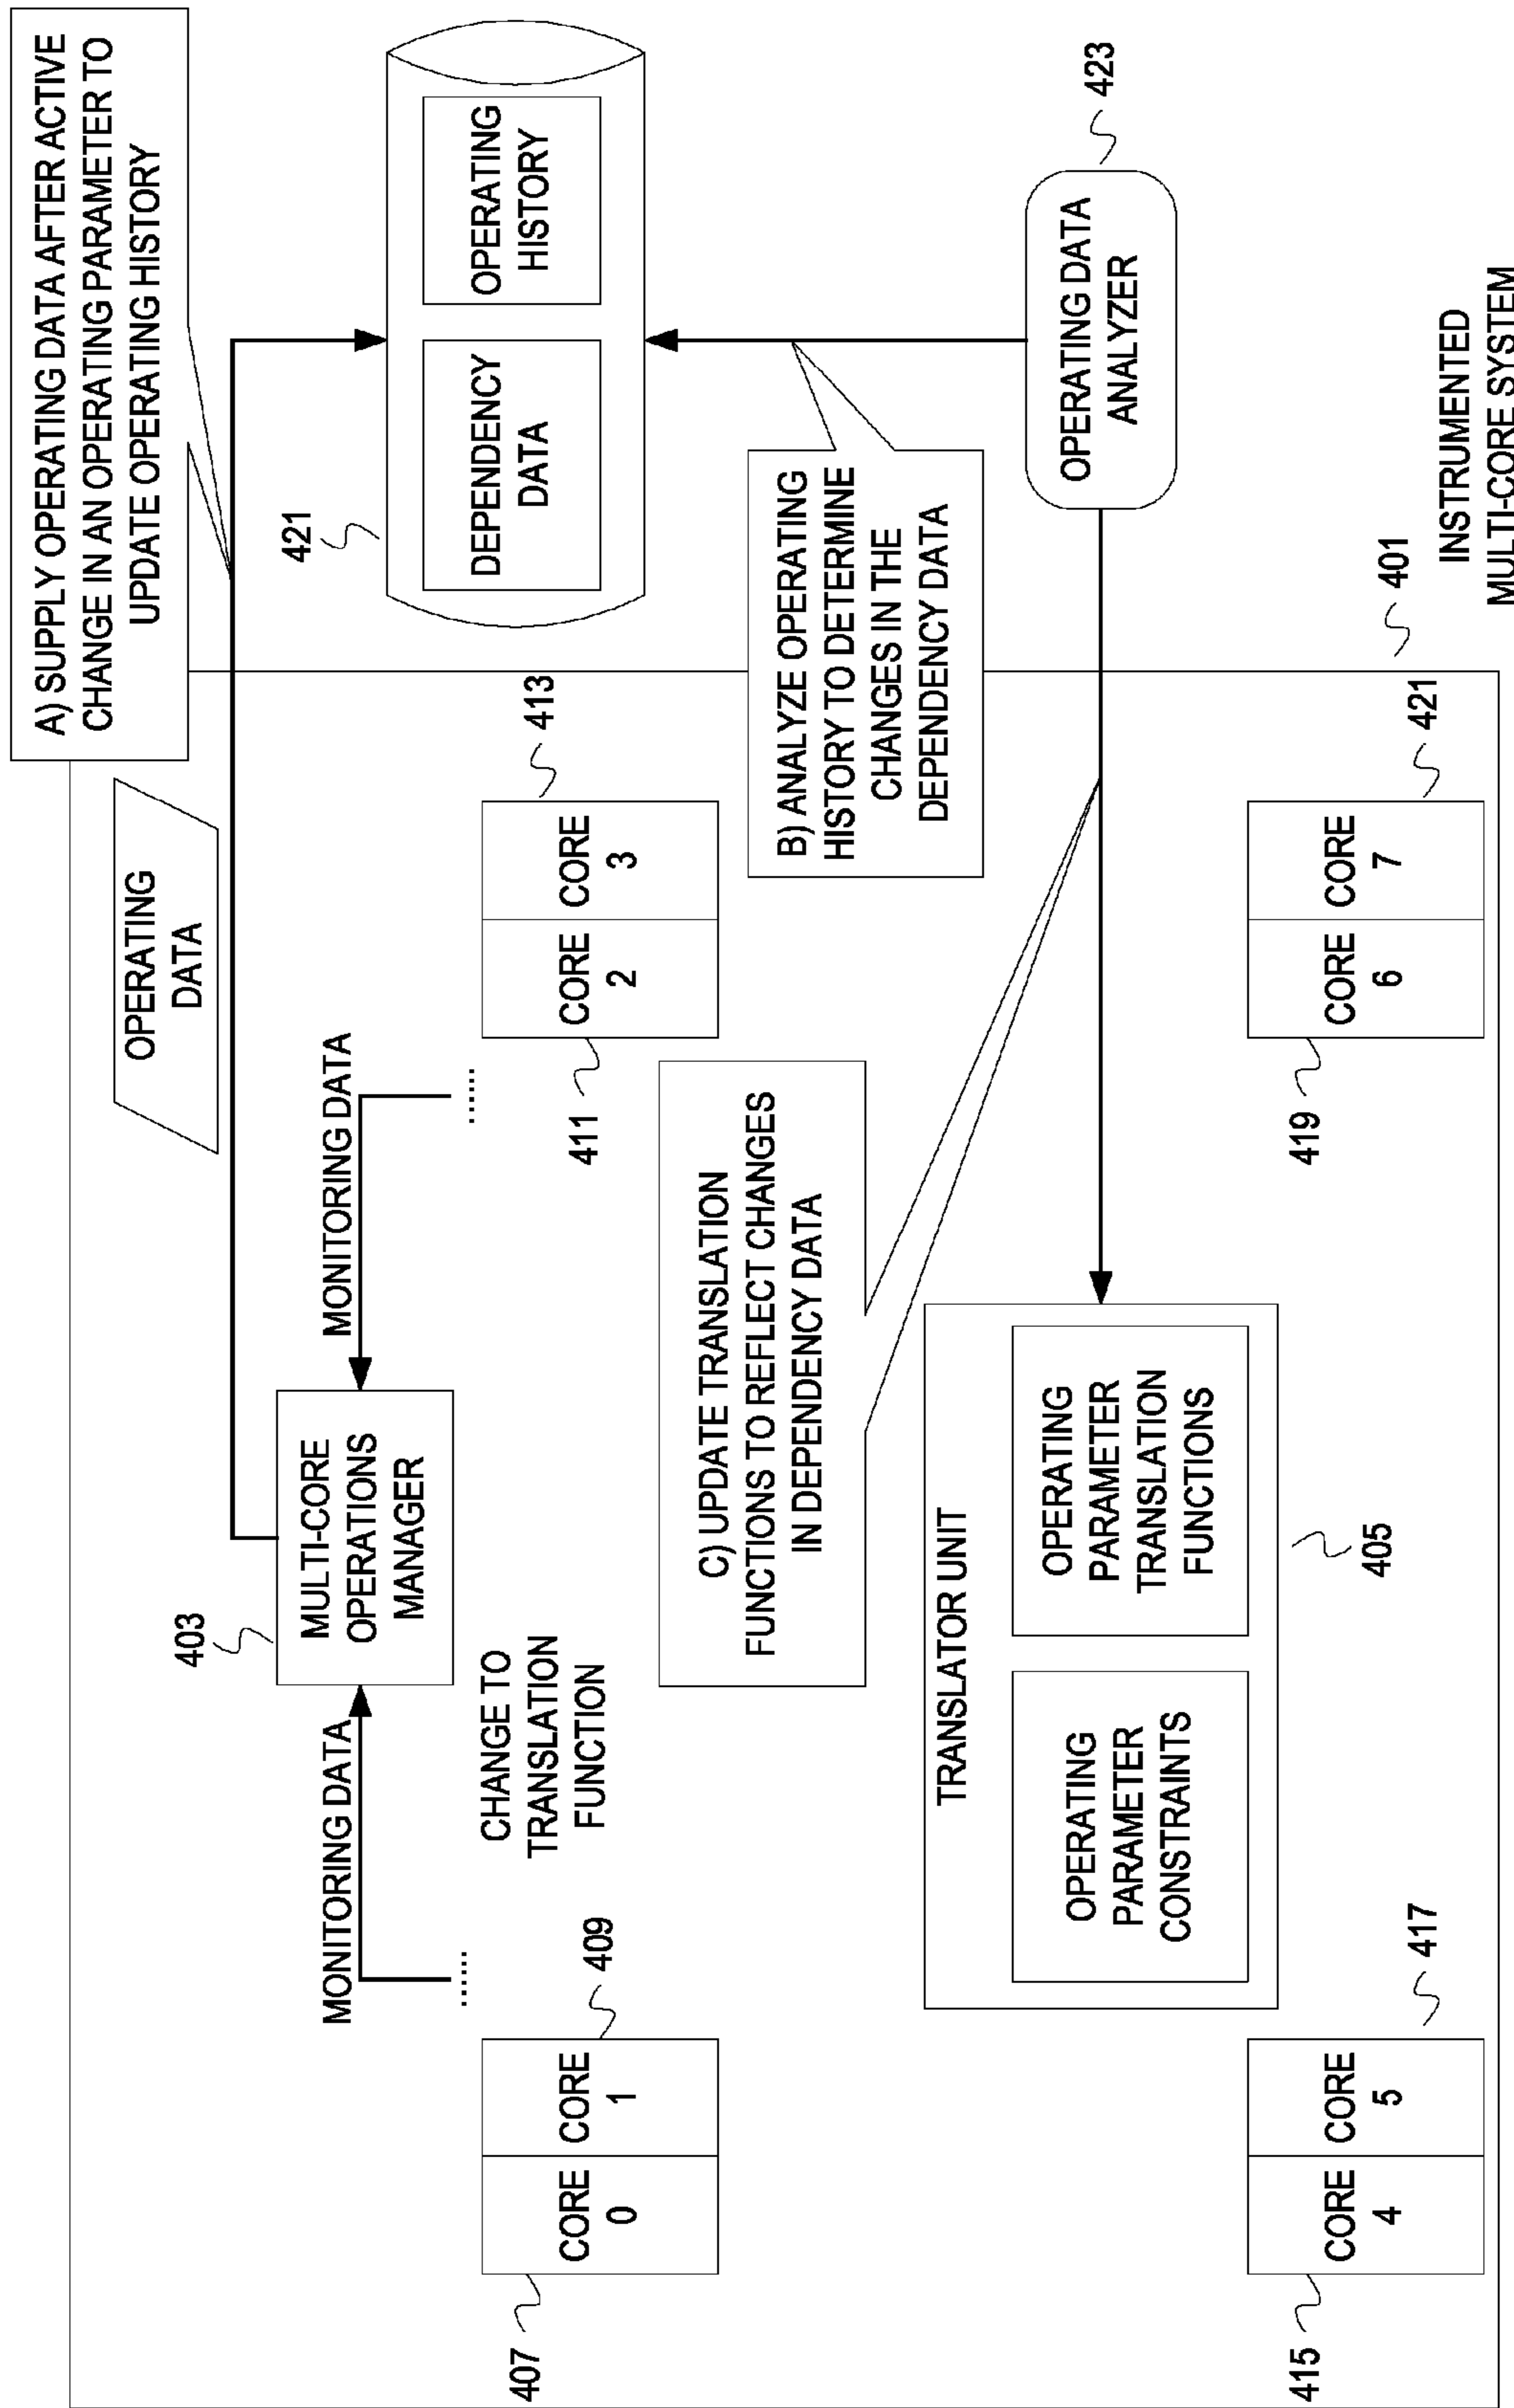 A) SUPPLY OPERATING DATA AFTER ACTIVE
CHANGE IN AN OPERATING PARAMETER TO
UPDATE OPERATING HISTORY
OPERATING
DATA
403
MULTI-CORE
OPERATIONS
MANAGER
MONITORING DATA
MONITORING DATA
421
DEPENDENCY
DATA
OPERATING
HISTORY
407
CORE
0
CORE
1
409
CHANGE TO
TRANSLATION
FUNCTION
411
CORE
2
CORE
3
413
C) UPDATE TRANSLATION
FUNCTIONS TO REFLECT CHANGES
IN DEPENDENCY DATA
B) ANALYZE OPERATING
HISTORY TO DETERMINE
CHANGES IN THE
DEPENDENCY DATA
TRANSLATOR UNIT
OPERATING
PARAMETER
CONSTRAINTS
OPERATING
PARAMETER
TRANSLATION
FUNCTIONS
405
OPERATING DATA
ANALYZER
423
415
CORE
4
CORE
5
417
419
CORE
6
CORE
7
421
401
INSTRUMENTED
MULTI-CORE SYSTEM